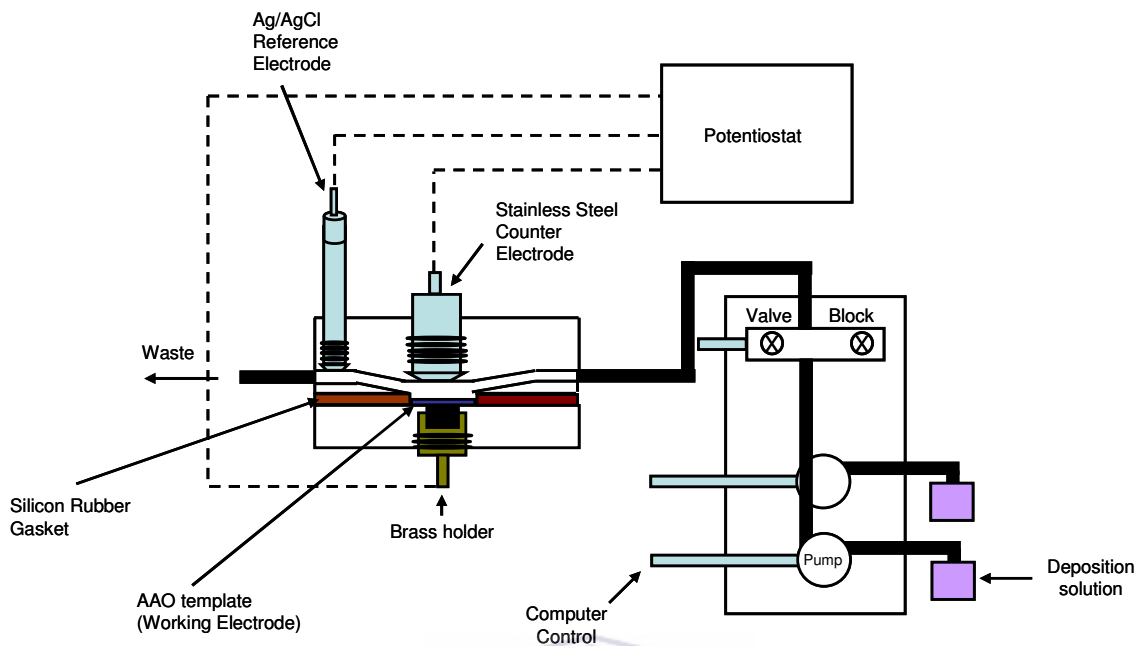 Ag/AgCl
Reference
Electrode
Potentiostat
Stainless Steel
Counter
Electrode
Valve
Block
Waste
Silicon Rubber
Gasket
Brass holder
Pump
AAO template
(Working Electrode)
Computer
Control
Deposition
solution